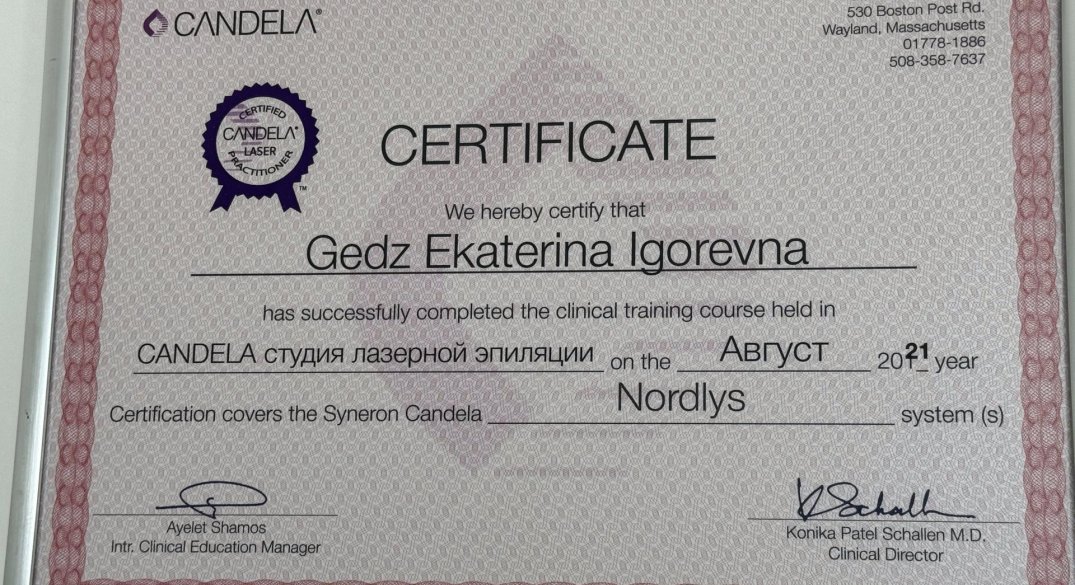 CANDELA®
530 Boston Post Rd.
Wayland, Massachusetts
01778-1886
508-358-7637
CERTIFIED
CANDELA®
LASER
PRACTITIONER
TM
CERTIFICATE
We hereby certify that
Gedz Ekaterina Igorevna
has successfully completed the clinical training course held in
CANDELA студия лазерной эпиляции on the Август 2021 year
Certification covers the Syneron Candela Nordlys system (s)
K Schall
Ayelet Shamos
Intr. Clinical Education Manager
Konika Patel Schallen M.D.
Clinical Director